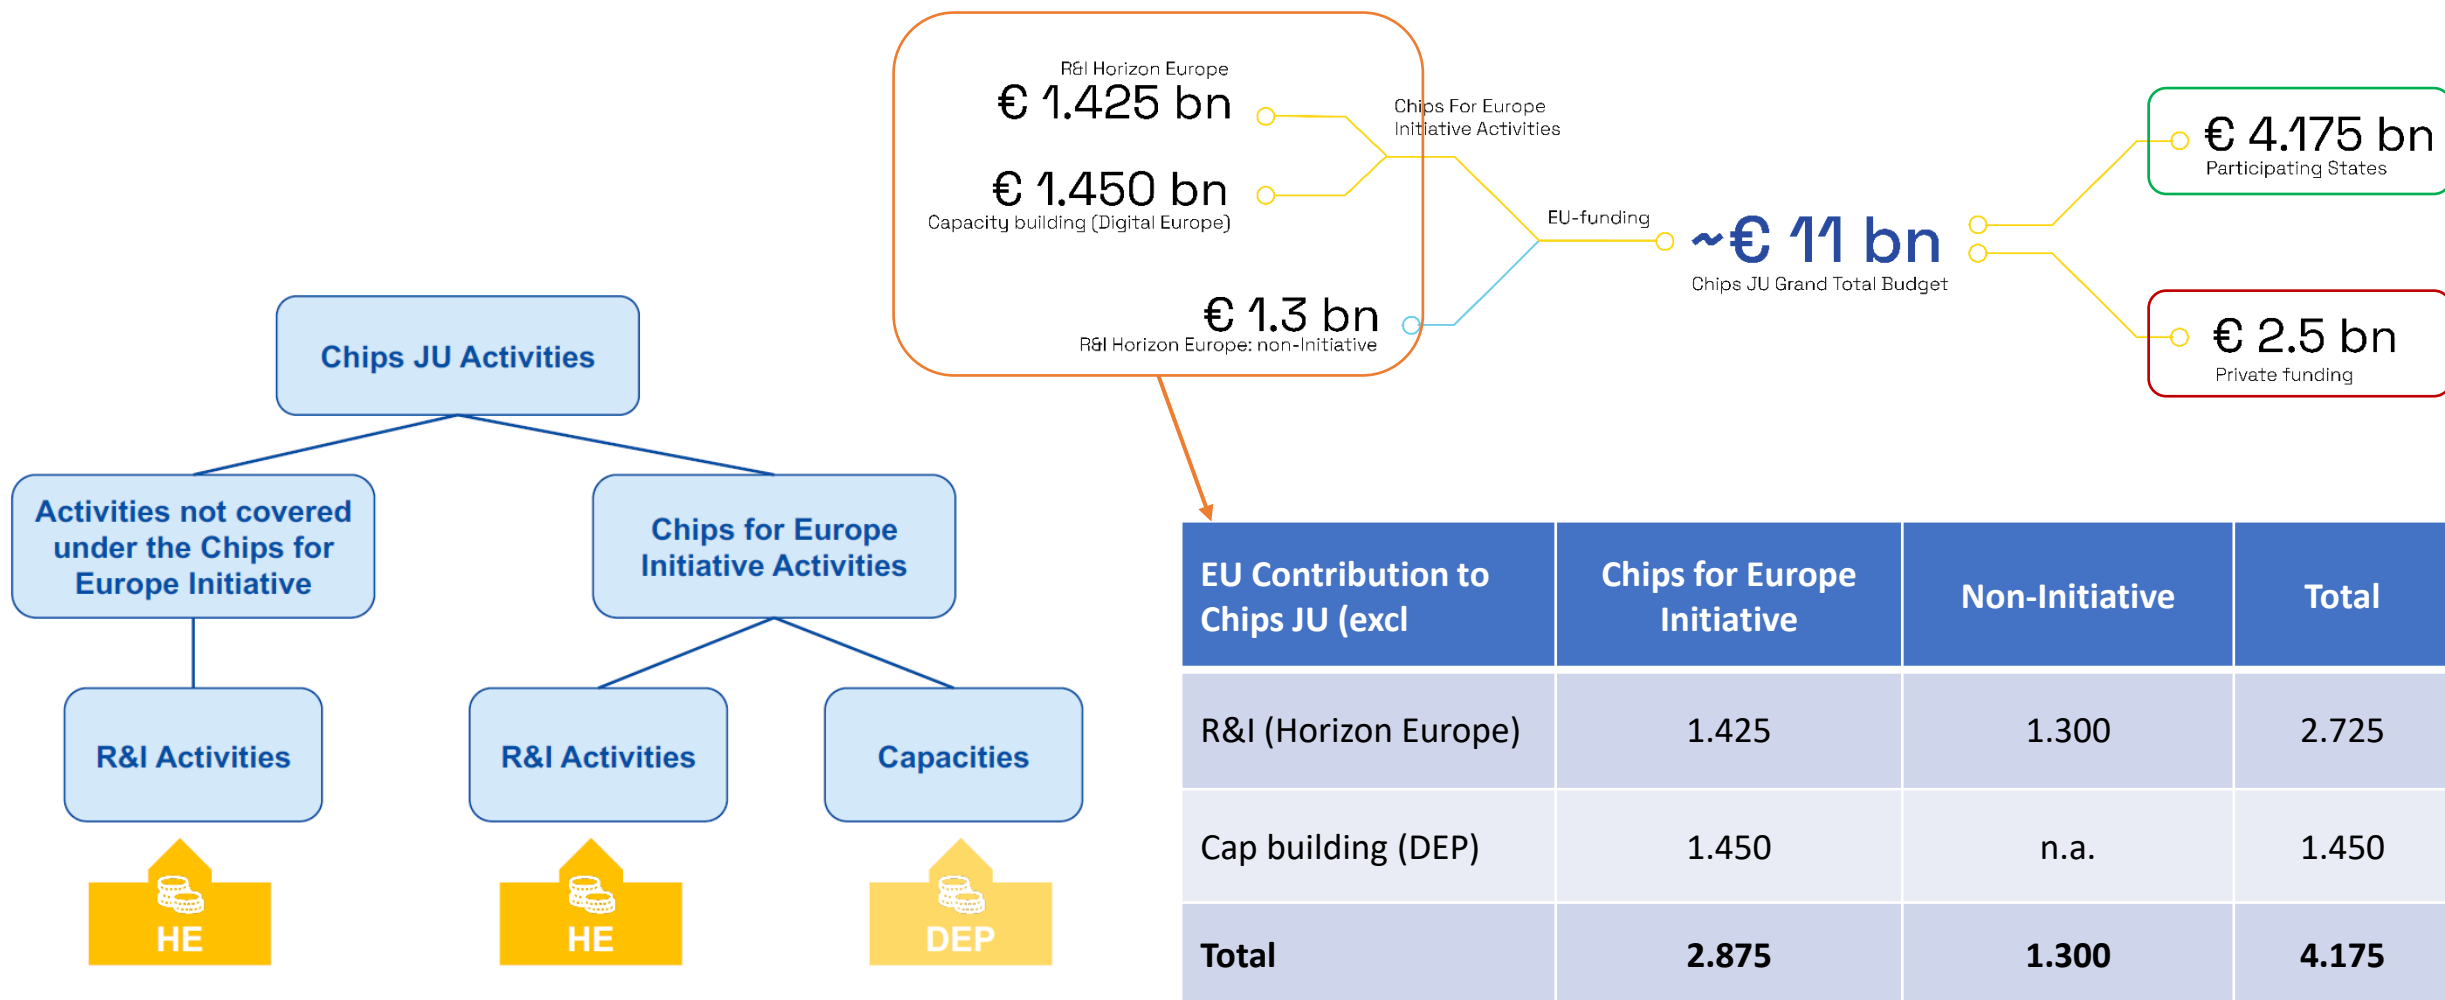 R&I Horizon Europe
€ 1.425 bn
€ 1.450 bn
Capacity building (Digital Europe)
€ 1.3 bn
R&I Horizon Europe: non-Initiative
Chips For Europe
Initiative Activities
EU-funding
~€ 11 bn
Chips JU Grand Total Budget
€ 4.175 bn
Participating States
€ 2.5 bn
Private funding
Chips JU Activities
Activities not covered
under the Chips for
Europe Initiative
Chips for Europe
Initiative Activities
R&I Activities
R&I Activities
Capacities
HE
HE
DEP
EU Contribution to
Chips JU (excl
Chips for Europe
Initiative
Non-Initiative
Total
R&I (Horizon Europe)
1.425
1.300
2.725
Cap building (DEP)
1.450
n.a.
1.450
Total
2.875
1.300
4.175